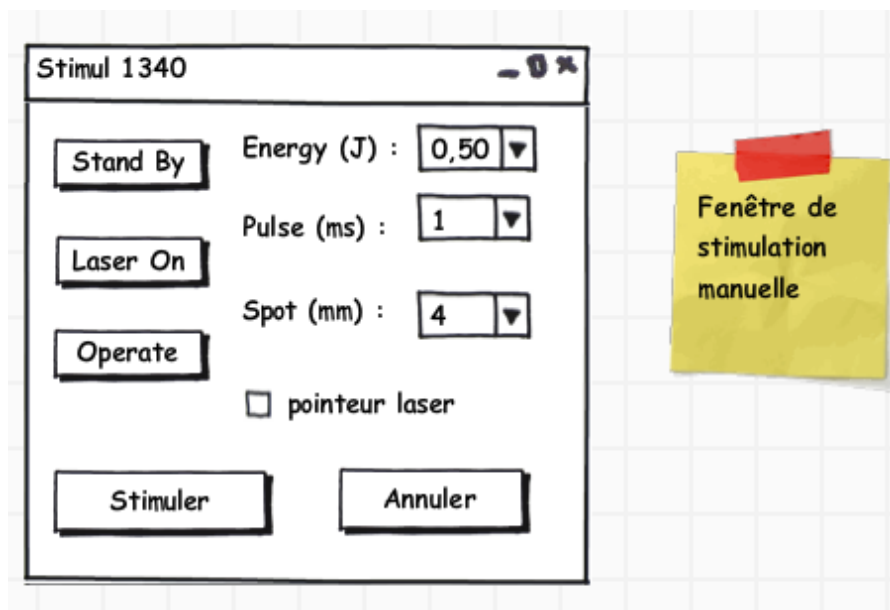 Stimul 1340
Stand By
Energy (J) : 0,50
Pulse (ms) : 1
Laser On
Spot (mm) : 4
Operate
pointeur laser
Stimuler
Annuler
Fenêtre de
stimulation
manuelle